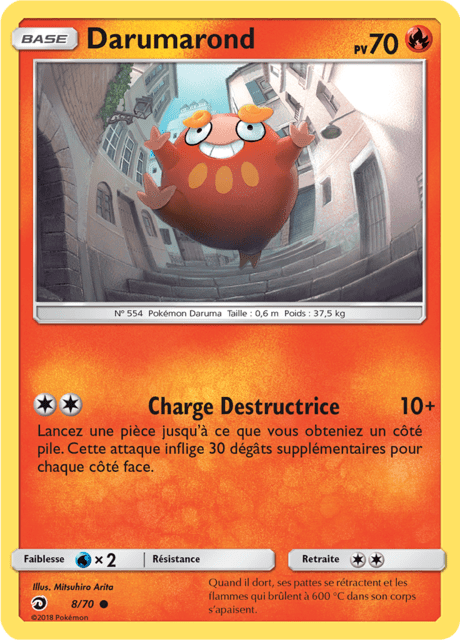 BASE Darumarond PV 70
N° 554 Pokémon Daruma Taille : 0,6 m Poids : 37,5 kg
Charge Destructrice 10+
Lancez une pièce jusqu'à ce que vous obteniez un côté
pile. Cette attaque inflige 30 dégâts supplémentaires pour
chaque côté face.
Faiblesse ×2 Résistance Retraite
Illus. Mitsuhiro Arita
8/70
©2018 Pokémon
Quand il dort, ses pattes se rétractent et les
flammes qui brûlent à 600 °C dans son corps
s'apaisent.